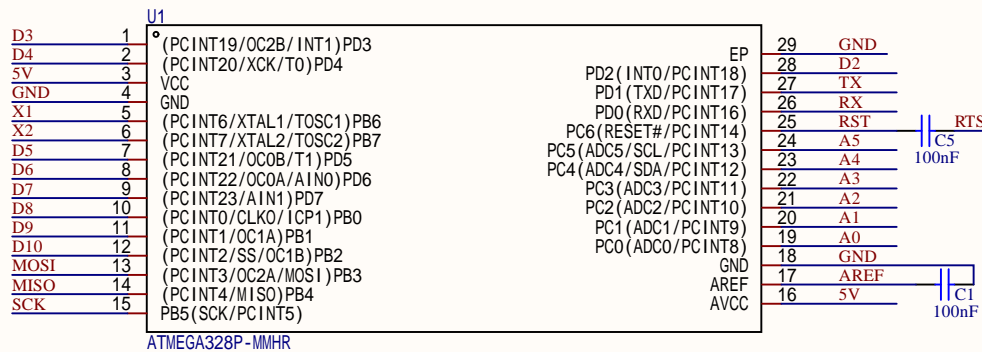 U1
D3 1 (PCINT19/OC2B/INT1)PD3
D4 2 (PCINT20/XCK/T0)PD4
5V 3 VCC
GND 4 GND
X1 5 (PCINT6/XTAL1/TOSC1)PB6
X2 6 (PCINT7/XTAL2/TOSC2)PB7
D5 7 (PCINT21/OC0B/T1)PD5
D6 8 (PCINT22/OC0A/AIN0)PD6
D7 9 (PCINT23/AIN1)PD7
D8 10 (PCINT0/CLKO/ICP1)PB0
D9 11 (PCINT1/OC1A)PB1
D10 12 (PCINT2/SS/OC1B)PB2
MOSI 13 (PCINT3/OC2A/MOSI)PB3
MISO 14 (PCINT4/MISO)PB4
SCK 15 PB5(SCK/PCINT5)
EP 29 GND
PD2(INT0/PCINT18) 28 D2
PD1(TXD/PCINT17) 27 TX
PD0(RXD/PCINT16) 26 RX
PC6(RESET#/PCINT14) 25 RST RTS
C5
100nF
PC5(ADC5/SCL/PCINT13) 24 A5
PC4(ADC4/SDA/PCINT12) 23 A4
PC3(ADC3/PCINT11) 22 A3
PC2(ADC2/PCINT10) 21 A2
PC1(ADC1/PCINT9) 20 A1
PC0(ADC0/PCINT8) 19 A0
GND 18 GND
AREF 17 AREF
C1
100nF
AVCC 16 5V
ATMEGA328P-MMHR